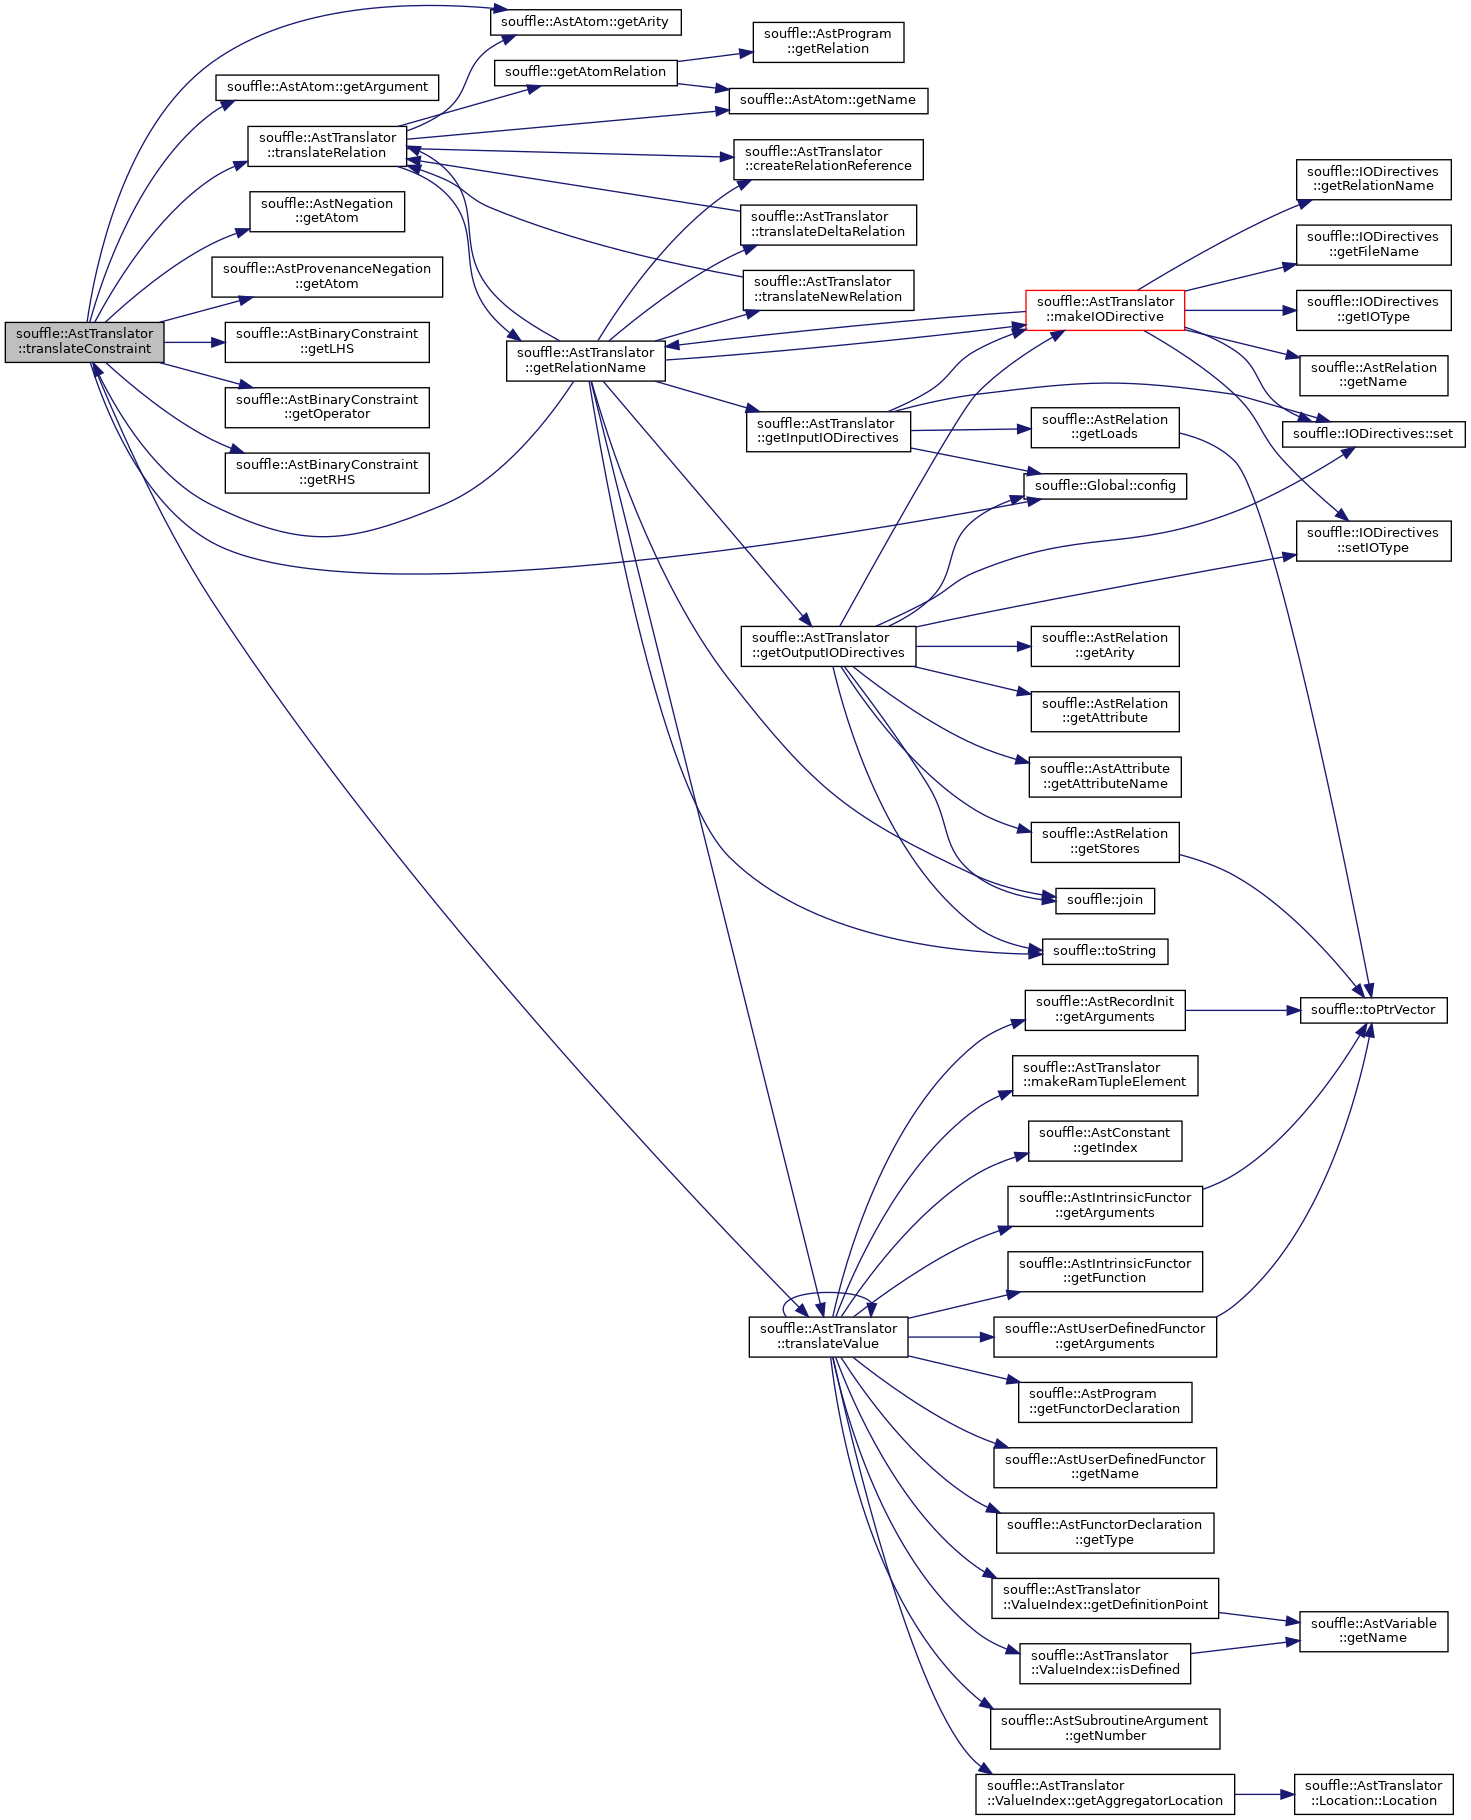 souffle::AstTranslator
::translateConstraint
souffle::AstAtom::getArity
souffle::AstAtom::getArgument
souffle::AstTranslator
::translateRelation
souffle::AstNegation
::getAtom
souffle::AstProvenanceNegation
::getAtom
souffle::AstBinaryConstraint
::getLHS
souffle::AstBinaryConstraint
::getOperator
souffle::AstBinaryConstraint
::getRHS
souffle::getAtomRelation
souffle::AstProgram
::getRelation
souffle::AstAtom::getName
souffle::AstTranslator
::createRelationReference
souffle::AstTranslator
::translateDeltaRelation
souffle::AstTranslator
::translateNewRelation
souffle::AstTranslator
::getRelationName
souffle::AstTranslator
::getInputIODirectives
souffle::AstTranslator
::makeIODirective
souffle::IODirectives
::getRelationName
souffle::IODirectives
::getFileName
souffle::IODirectives
::getIOType
souffle::AstRelation
::getName
souffle::IODirectives::set
souffle::IODirectives
::setIOType
souffle::AstRelation
::getLoads
souffle::Global::config
souffle::AstTranslator
::getOutputIODirectives
souffle::AstRelation
::getArity
souffle::AstRelation
::getAttribute
souffle::AstAttribute
::getAttributeName
souffle::AstRelation
::getStores
souffle::join
souffle::toString
souffle::toPtrVector
souffle::AstRecordInit
::getArguments
souffle::AstTranslator
::makeRamTupleElement
souffle::AstConstant
::getIndex
souffle::AstIntrinsicFunctor
::getArguments
souffle::AstIntrinsicFunctor
::getFunction
souffle::AstTranslator
::translateValue
souffle::AstUserDefinedFunctor
::getArguments
souffle::AstProgram
::getFunctorDeclaration
souffle::AstUserDefinedFunctor
::getName
souffle::AstFunctorDeclaration
::getType
souffle::AstTranslator
::ValueIndex::getDefinitionPoint
souffle::AstTranslator
::ValueIndex::isDefined
souffle::AstVariable
::getName
souffle::AstSubroutineArgument
::getNumber
souffle::AstTranslator
::ValueIndex::getAggregatorLocation
souffle::AstTranslator
::Location::Location